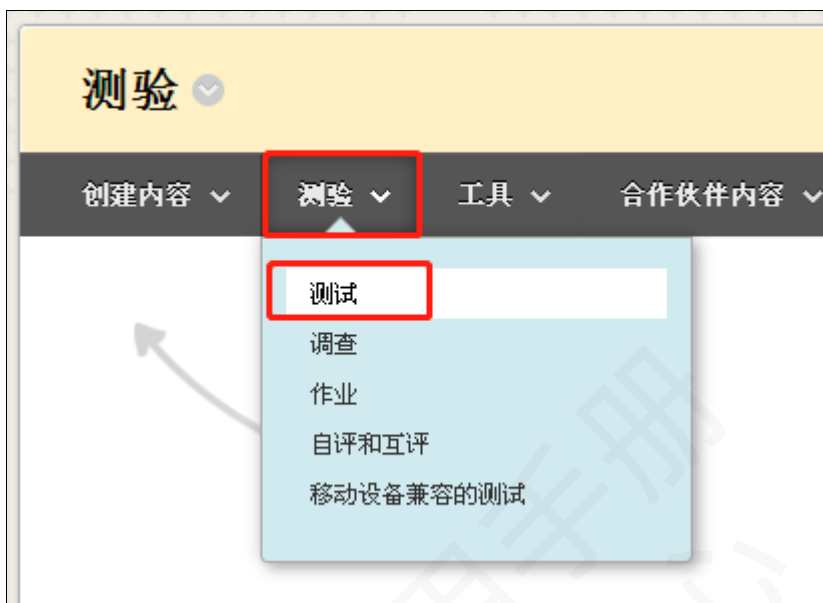 测验
创建内容 测验 工具 合作伙伴内容
测试
调查
作业
自评和互评
移动设备兼容的测试